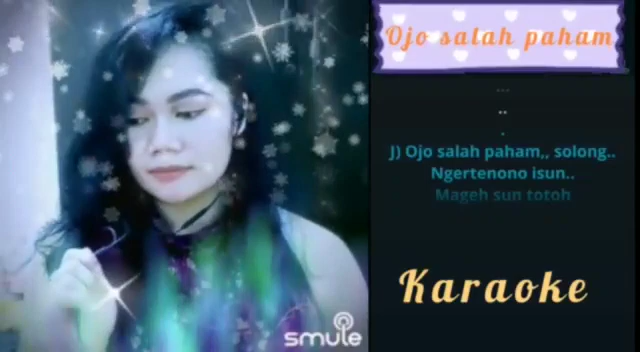 Ojo salah paham
...
..
.
J) Ojo salah paham,, solong..
Ngertenono isun..
Mageh sun totoh
Karaoke
smule